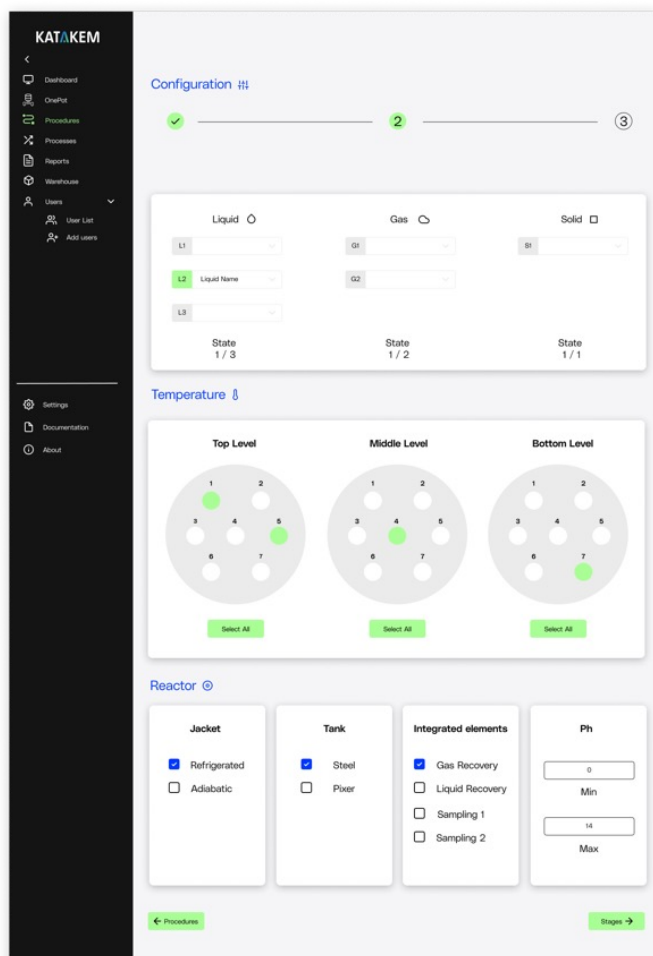 KATAKEM
Dashboard
OnePot
Procedures
Processes
Reports
Warehouse
Users
User List
Add users
Settings
Documentation
About
Configuration
2 3
Liquid Gas Solid
L1 G1 S1
L2 Liquid Name G2
L3
State State State
1 / 3 1 / 2 1 / 1
Temperature
Top Level Middle Level Bottom Level
1 2 1 2 1 2
3 4 5 3 4 5 3 4 5
6 7 6 7 6 7
Select All Select All Select All
Reactor
Jacket
Refrigerated
Adiabatic
Tank
Steel
Pixer
Integrated elements
Gas Recovery
Liquid Recovery
Sampling 1
Sampling 2
Ph
0
Min
14
Max
← Procedures Stages →